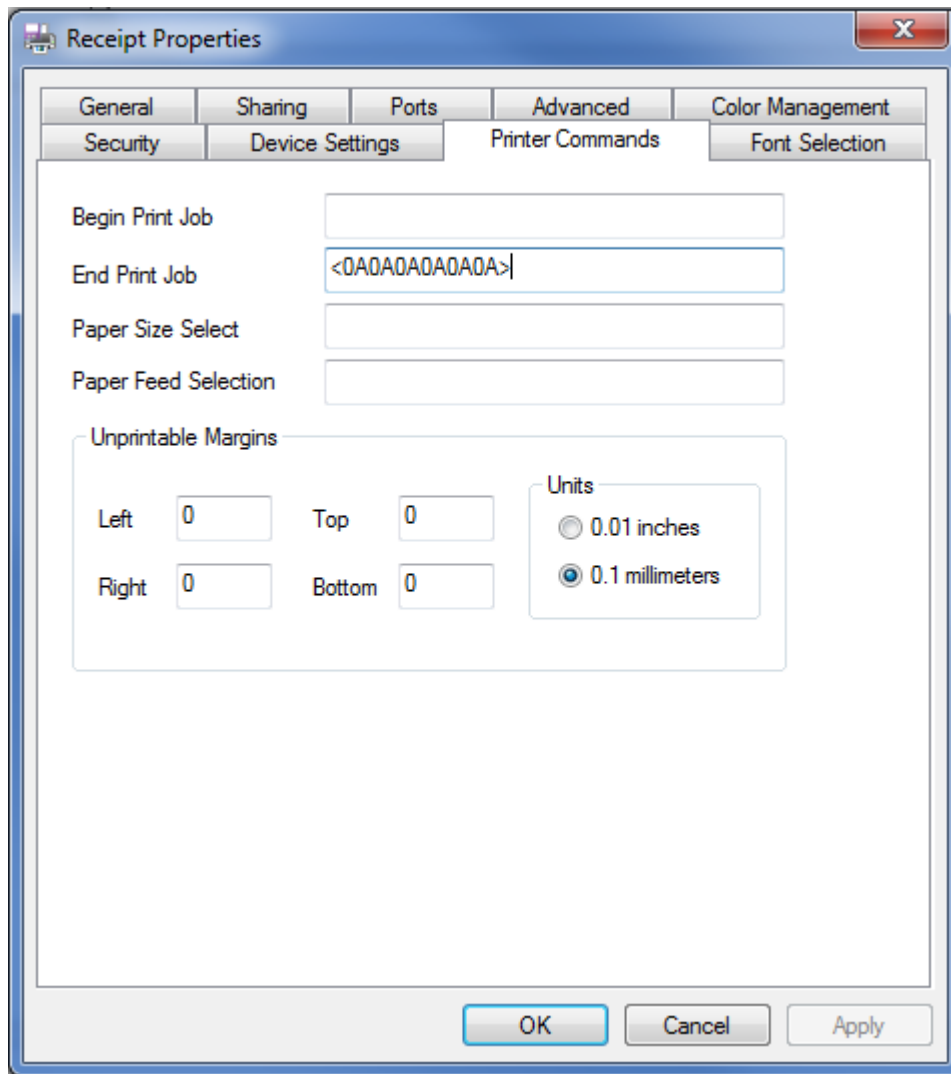 Receipt Properties
General Sharing Ports Advanced Color Management
Security Device Settings Printer Commands Font Selection
Begin Print Job
End Print Job <0A0A0A0A0A0A>
Paper Size Select
Paper Feed Selection
Unprintable Margins
Units
Left 0 Top 0 0.01 inches
Right 0 Bottom 0 0.1 millimeters
OK Cancel Apply